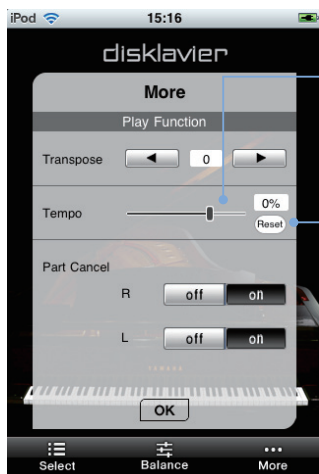 iPod 15:16
disklavier
More
Play Function
Transpose ◀ 0 ▶
Tempo 0%
Reset
Part Cancel
R off on
L off on
YAMAHA
OK
Select Balance More